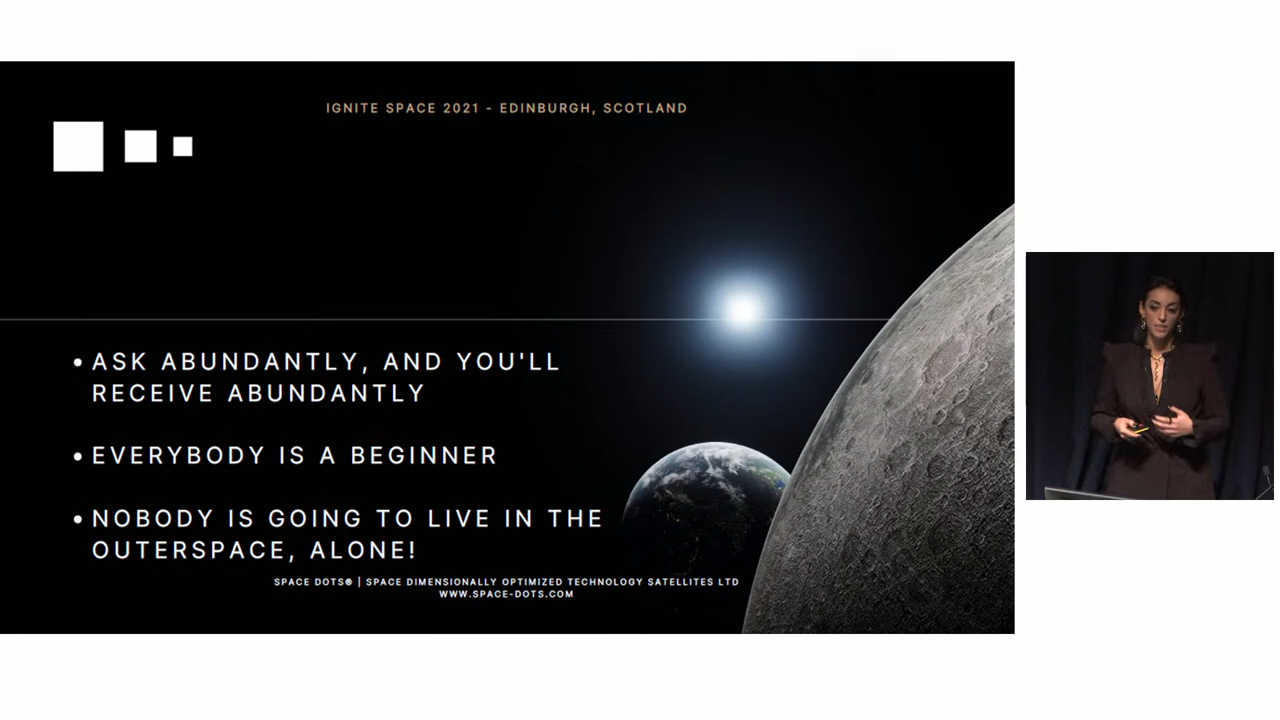 IGNITE SPACE 2021 - EDINBURGH, SCOTLAND
• ASK ABUNDANTLY, AND YOU'LL
RECEIVE ABUNDANTLY
• EVERYBODY IS A BEGINNER
• NOBODY IS GOING TO LIVE IN THE
OUTERSPACE, ALONE!
SPACE DOTS® | SPACE DIMENSIONALLY OPTIMIZED TECHNOLOGY SATELLITES LTD
WWW.SPACE-DOTS.COM